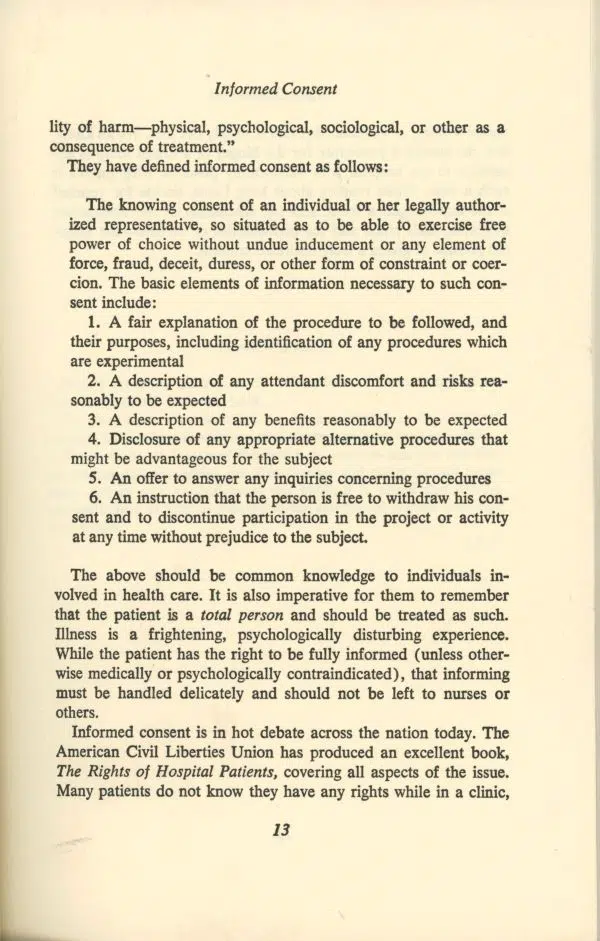 Informed Consent
lity of harm—physical, psychological, sociological, or other as a
consequence of treatment.”
They have defined informed consent as follows:
The knowing consent of an individual or her legally author-
ized representative, so situated as to be able to exercise free
power of choice without undue inducement or any element of
force, fraud, deceit, duress, or other form of constraint or coer-
cion. The basic elements of information necessary to such con-
sent include:
1. A fair explanation of the procedure to be followed, and
their purposes, including identification of any procedures which
are experimental
2. A description of any attendant discomfort and risks rea-
sonably to be expected
3. A description of any benefits reasonably to be expected
4. Disclosure of any appropriate alternative procedures that
might be advantageous for the subject
5. An offer to answer any inquiries concerning procedures
6. An instruction that the person is free to withdraw his con-
sent and to discontinue participation in the project or activity
at any time without prejudice to the subject.
The above should be common knowledge to individuals in-
volved in health care. It is also imperative for them to remember
that the patient is a total person and should be treated as such.
Illness is a frightening, psychologically disturbing experience.
While the patient has the right to be fully informed (unless other-
wise medically or psychologically contraindicated), that informing
must be handled delicately and should not be left to nurses or
others.
Informed consent is in hot debate across the nation today. The
American Civil Liberties Union has produced an excellent book,
The Rights of Hospital Patients, covering all aspects of the issue.
Many patients do not know they have any rights while in a clinic,
13